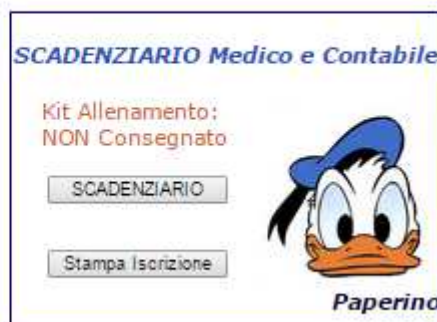 SCADENZIARIO Medico e Contabile
Kit Allenamento:
NON Consegnato
SCADENZIARIO
Stampa Iscrizione
Paperino